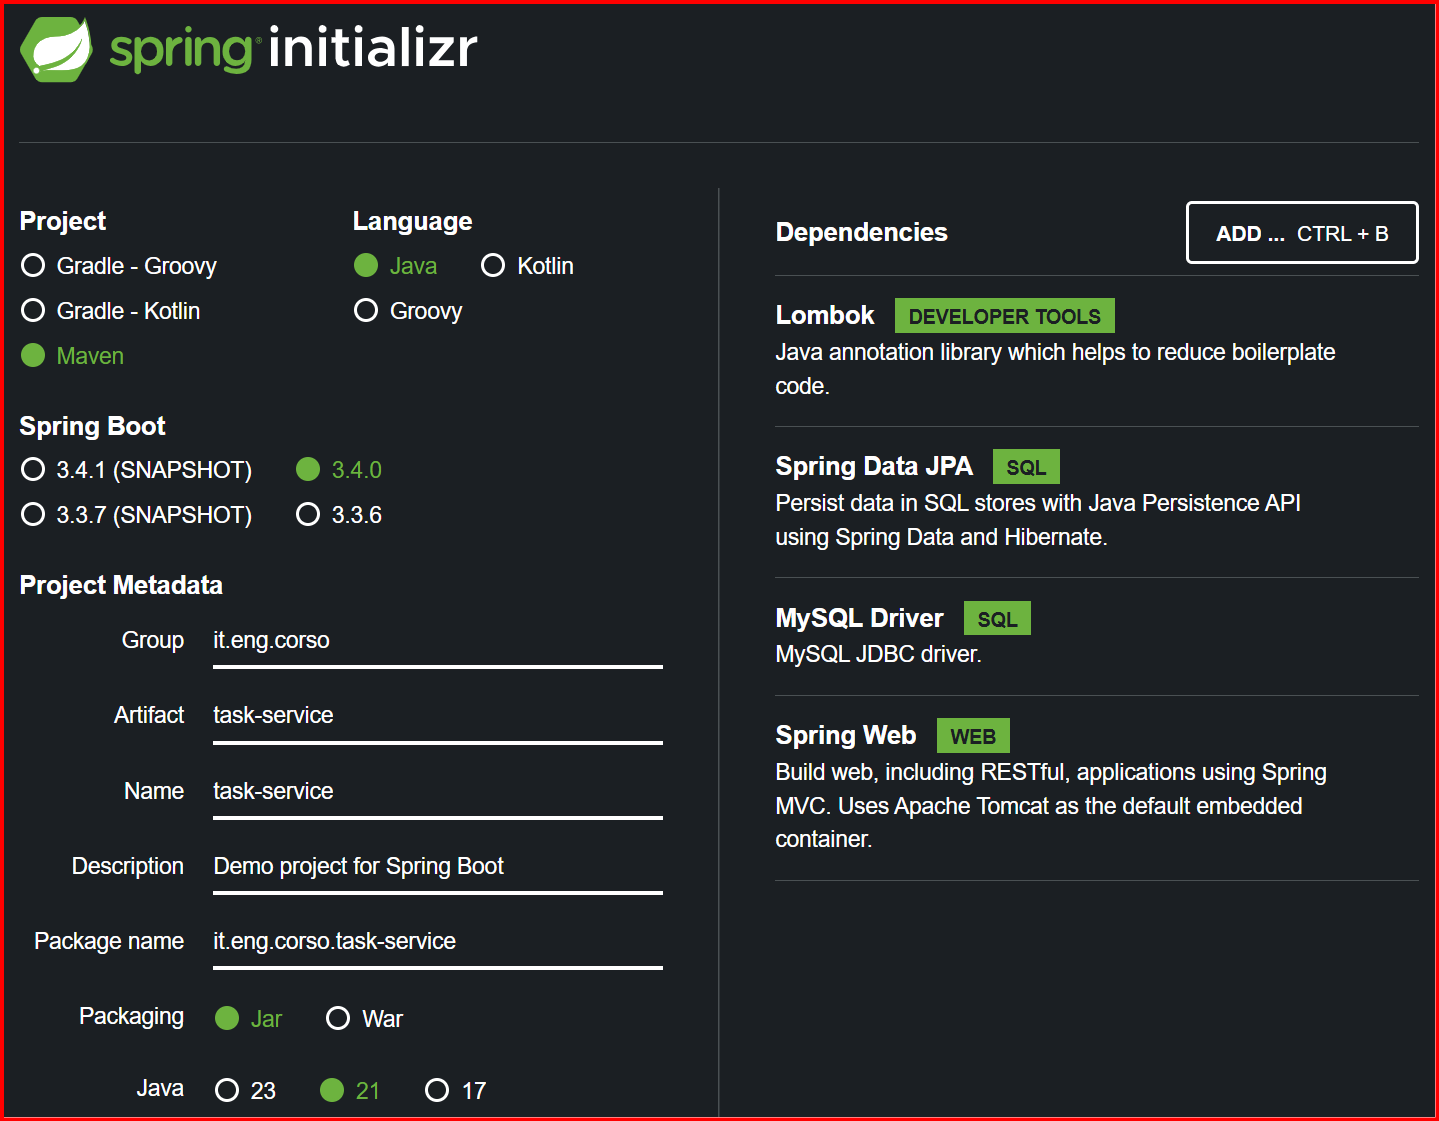 spring initializr
Project
Gradle - Groovy
Gradle - Kotlin
Maven
Language
Java Kotlin
Groovy
Spring Boot
3.4.1 (SNAPSHOT) 3.4.0
3.3.7 (SNAPSHOT) 3.3.6
Project Metadata
Group it.eng.corso
Artifact task-service
Name task-service
Description Demo project for Spring Boot
Package name it.eng.corso.task-service
Packaging Jar War
Java 23 21 17
Dependencies ADD ... CTRL + B
Lombok DEVELOPER TOOLS
Java annotation library which helps to reduce boilerplate
code.
Spring Data JPA SQL
Persist data in SQL stores with Java Persistence API
using Spring Data and Hibernate.
MySQL Driver SQL
MySQL JDBC driver.
Spring Web WEB
Build web, including RESTful, applications using Spring
MVC. Uses Apache Tomcat as the default embedded
container.